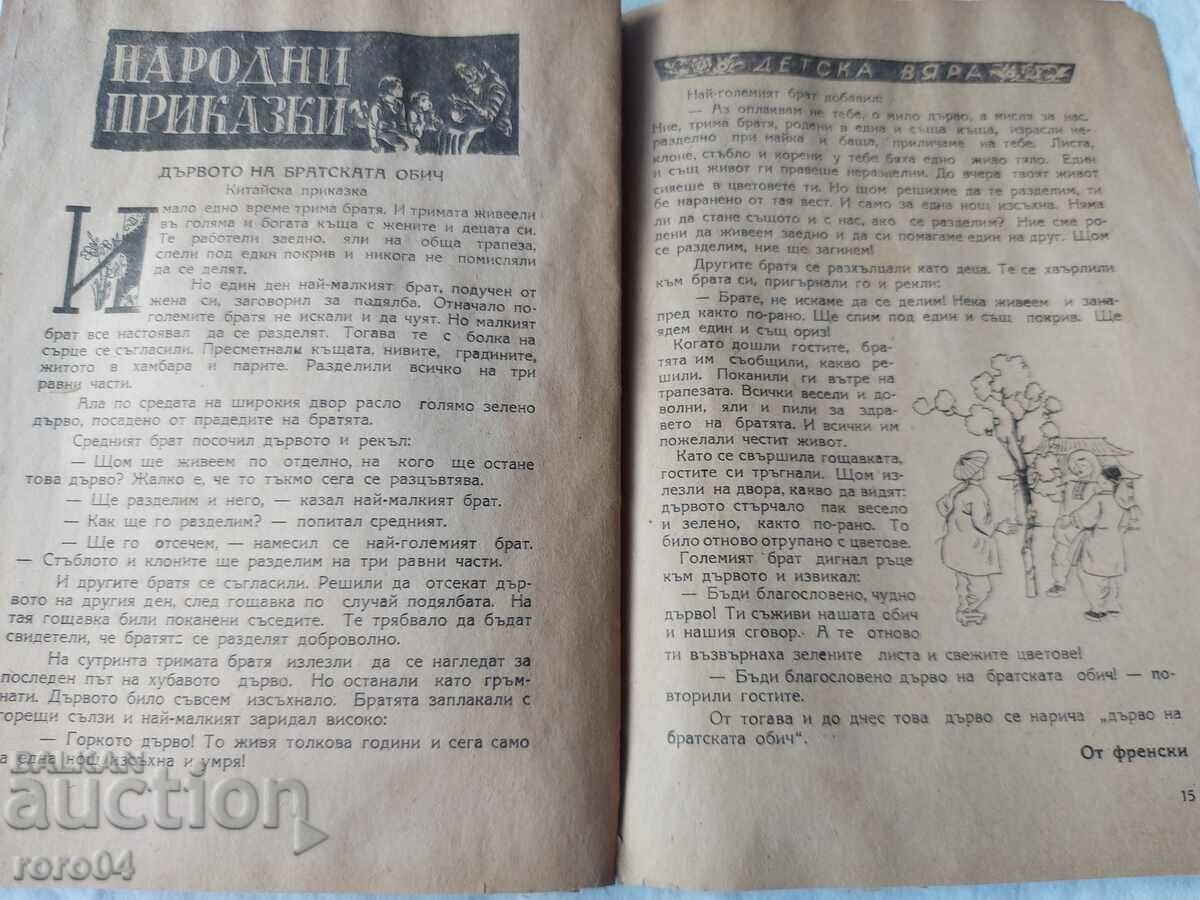 НАРОДНИ
ПРИКАЗКИ
ДЪРВОТО НА БРАТСКАТА ОБИЧ
Китайска приказка
Имало едно време трима братя. И тримата живеели
въ голяма и богата къща с жените и децата си.
Те работели заедно, яли на обща трапеза,
спели под един покрив и никога не помисляли
да се делят.
Но един ден най-малкият брат, подучен от
жена си, заговорил за подялба. Отначало по-
големите братя не искали и да чуят. Но малкият
брат все настоявал да се разделят. Тогава те с болка на
сърце се съгласили. Пресметнали къщата, нивите, градините,
житото в хамбара и парите. Разделили всичко на три
равни части.
Ала по средата на широкия двор расло голямо зелено
дърво, посадено от прадедите на братята.
Средният брат посочил дървото и рекъл:
— Щом ще живеем по отделно, на кого ще остане
това дърво? Жалко е, че то тъкмо сега се разцъвтява.
— Ще разделим и него, — казал най-малкият брат.
— Как ще го разделим? — попитал средният.
— Ще го отсечем, — намесил се най-големият брат.
— Стъблото и клоните ще разделим на три равни части.
И другите братя се съгласили. Решили да отсекат дър-
вото на другия ден, след гощавка по случай подялбата. На
тая гощавка били поканени съседите. Те трябвало да бъдат
свидетели, че братята се разделят доброволно.
На сутринта тримата братя излезли да се нагледат за
последен път на хубавото дърво. Но останали като гръм-
нати. Дървото било съвсем изсъхнало. Братята заплакали с
горещи сълзи и най-малкият заридал високо:
— Горкото дърво! То живя толкова години и сега само
а една нощ изсъхна и умря!
BALKAN
auction
roro04
ДЕТСКА ВЯРА
Най-големият брат добавил:
— Аз оплаквам не тебе, о мило дърво, а мисля за нас.
Ние, трима братя, родени в една и съща къща, израсли не-
разделно при майка и баща, приличаме на тебе. Листа,
клоне, стъбло и корени у тебе бяха едно живо тяло. Един
и същ живот ги правеше неразделни. До вчера твоят живот
сияеше в цветовете ти. Но щом решихме да те разделим, ти
бе наранено от тая вест. И само за една нощ изсъхна. Няма
ли да стане същото и с нас, ако се разделим? Ние сме ро-
дени да живеем заедно и да си помагаме един на друг. Щом
се разделим, ние ще загинем!
Другите братя се разхълцали като деца. Те се хвърлили
към брата си, пригърнали го и рекли:
— Брате, не искаме да се делим! Нека живеем и зана-
пред както по-рано. Ще спим под един и същ покрив. Ще
ядем един и същ ориз!
Когато дошли гостите, бра-
тята им съобщили, какво ре-
шили. Поканили ги вътре на
трапезата. Всички весели и до-
волни, яли и пили за здра-
вето на братята. И всички им
пожелали честит живот.
Като се свършила гощавката,
гостите си тръгнали. Щом из-
лезли на двора, какво да видят:
дървото стърчало пак весело
и зелено, както по-рано. То
било отново отрупано с цветове.
Големият брат дигнал ръце
към дървото и извикал:
— Бъди благословено, чудно
дърво! Ти съживи нашата обич
и нашия сговор. А те отново
ти възвърнаха зелените листа и свежите цветове!
— Бъди благословено дърво на братската обич! — по-
вторили гостите.
От тогава и до днес това дърво се нарича „дърво на
братската обич“.
От френски
15